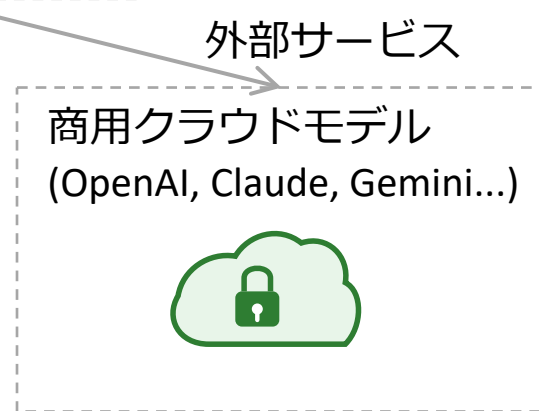 外部サービス
商用クラウドモデル
(OpenAI, Claude, Gemini...)